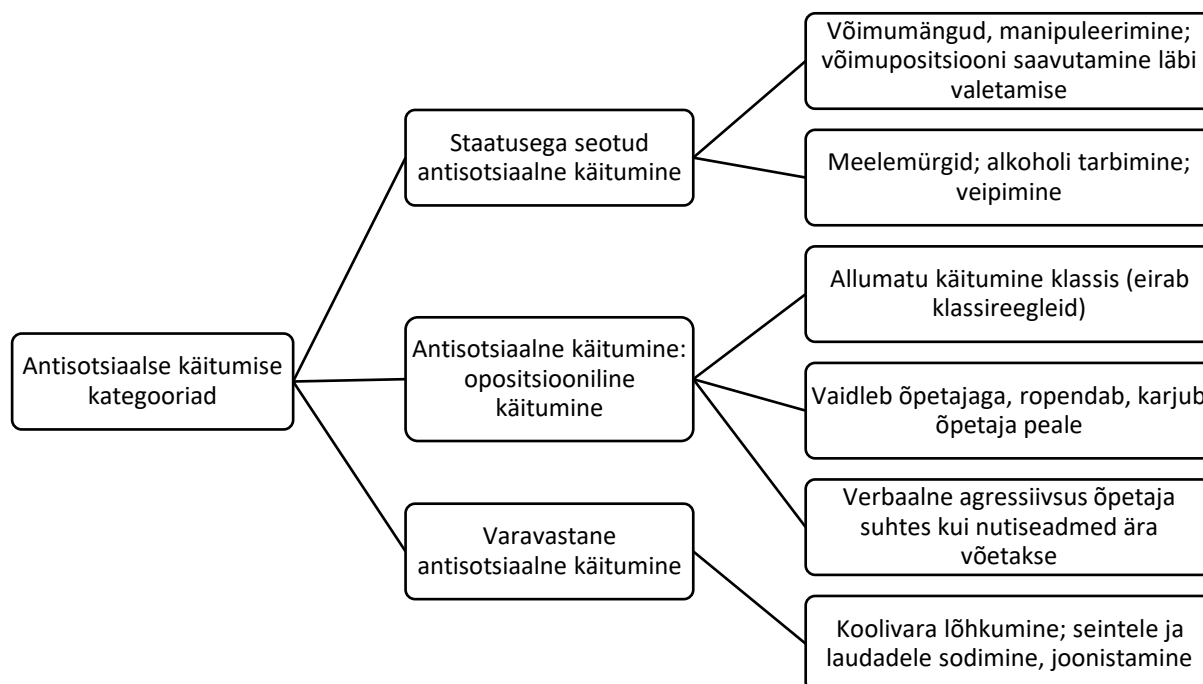 Antisotsiaalse käitumise
kategooriad
Staatusega seotud
antisotsiaalne käitumine
Võimumängud, manipuleerimine;
võimupositsiooni saavutamine läbi
valetamise
Meelemürgid; alkoholi tarbimine;
veipimine
Antisotsiaalne käitumine:
opositsiooniline
käitumine
Allumatu käitumine klassis (eirab
klassireegleid)
Vaidleb õpetajaga, ropendab, karjub
õpetaja peale
Verbaalne agressiivsus õpetaja
suhtes kui nutiseadmed ära
võetakse
Varavastane
antisotsiaalne käitumine
Koolivara lõhkumine; seintele ja
laudadele sodimine, joonistamine